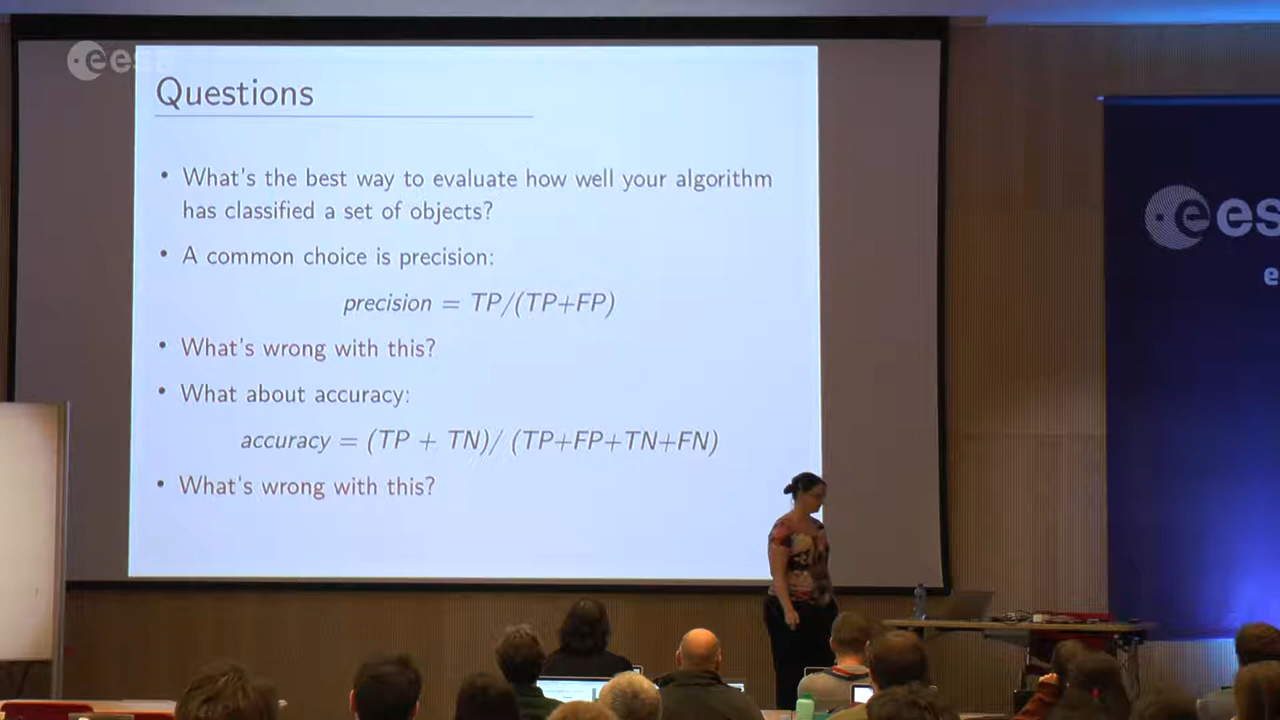 eesa
Questions
• What's the best way to evaluate how well your algorithm
has classified a set of objects?
• A common choice is precision:
precision = TP/(TP+FP)
• What's wrong with this?
• What about accuracy:
accuracy = (TP + TN)/ (TP+FP+TN+FN)
• What's wrong with this?
ees
e